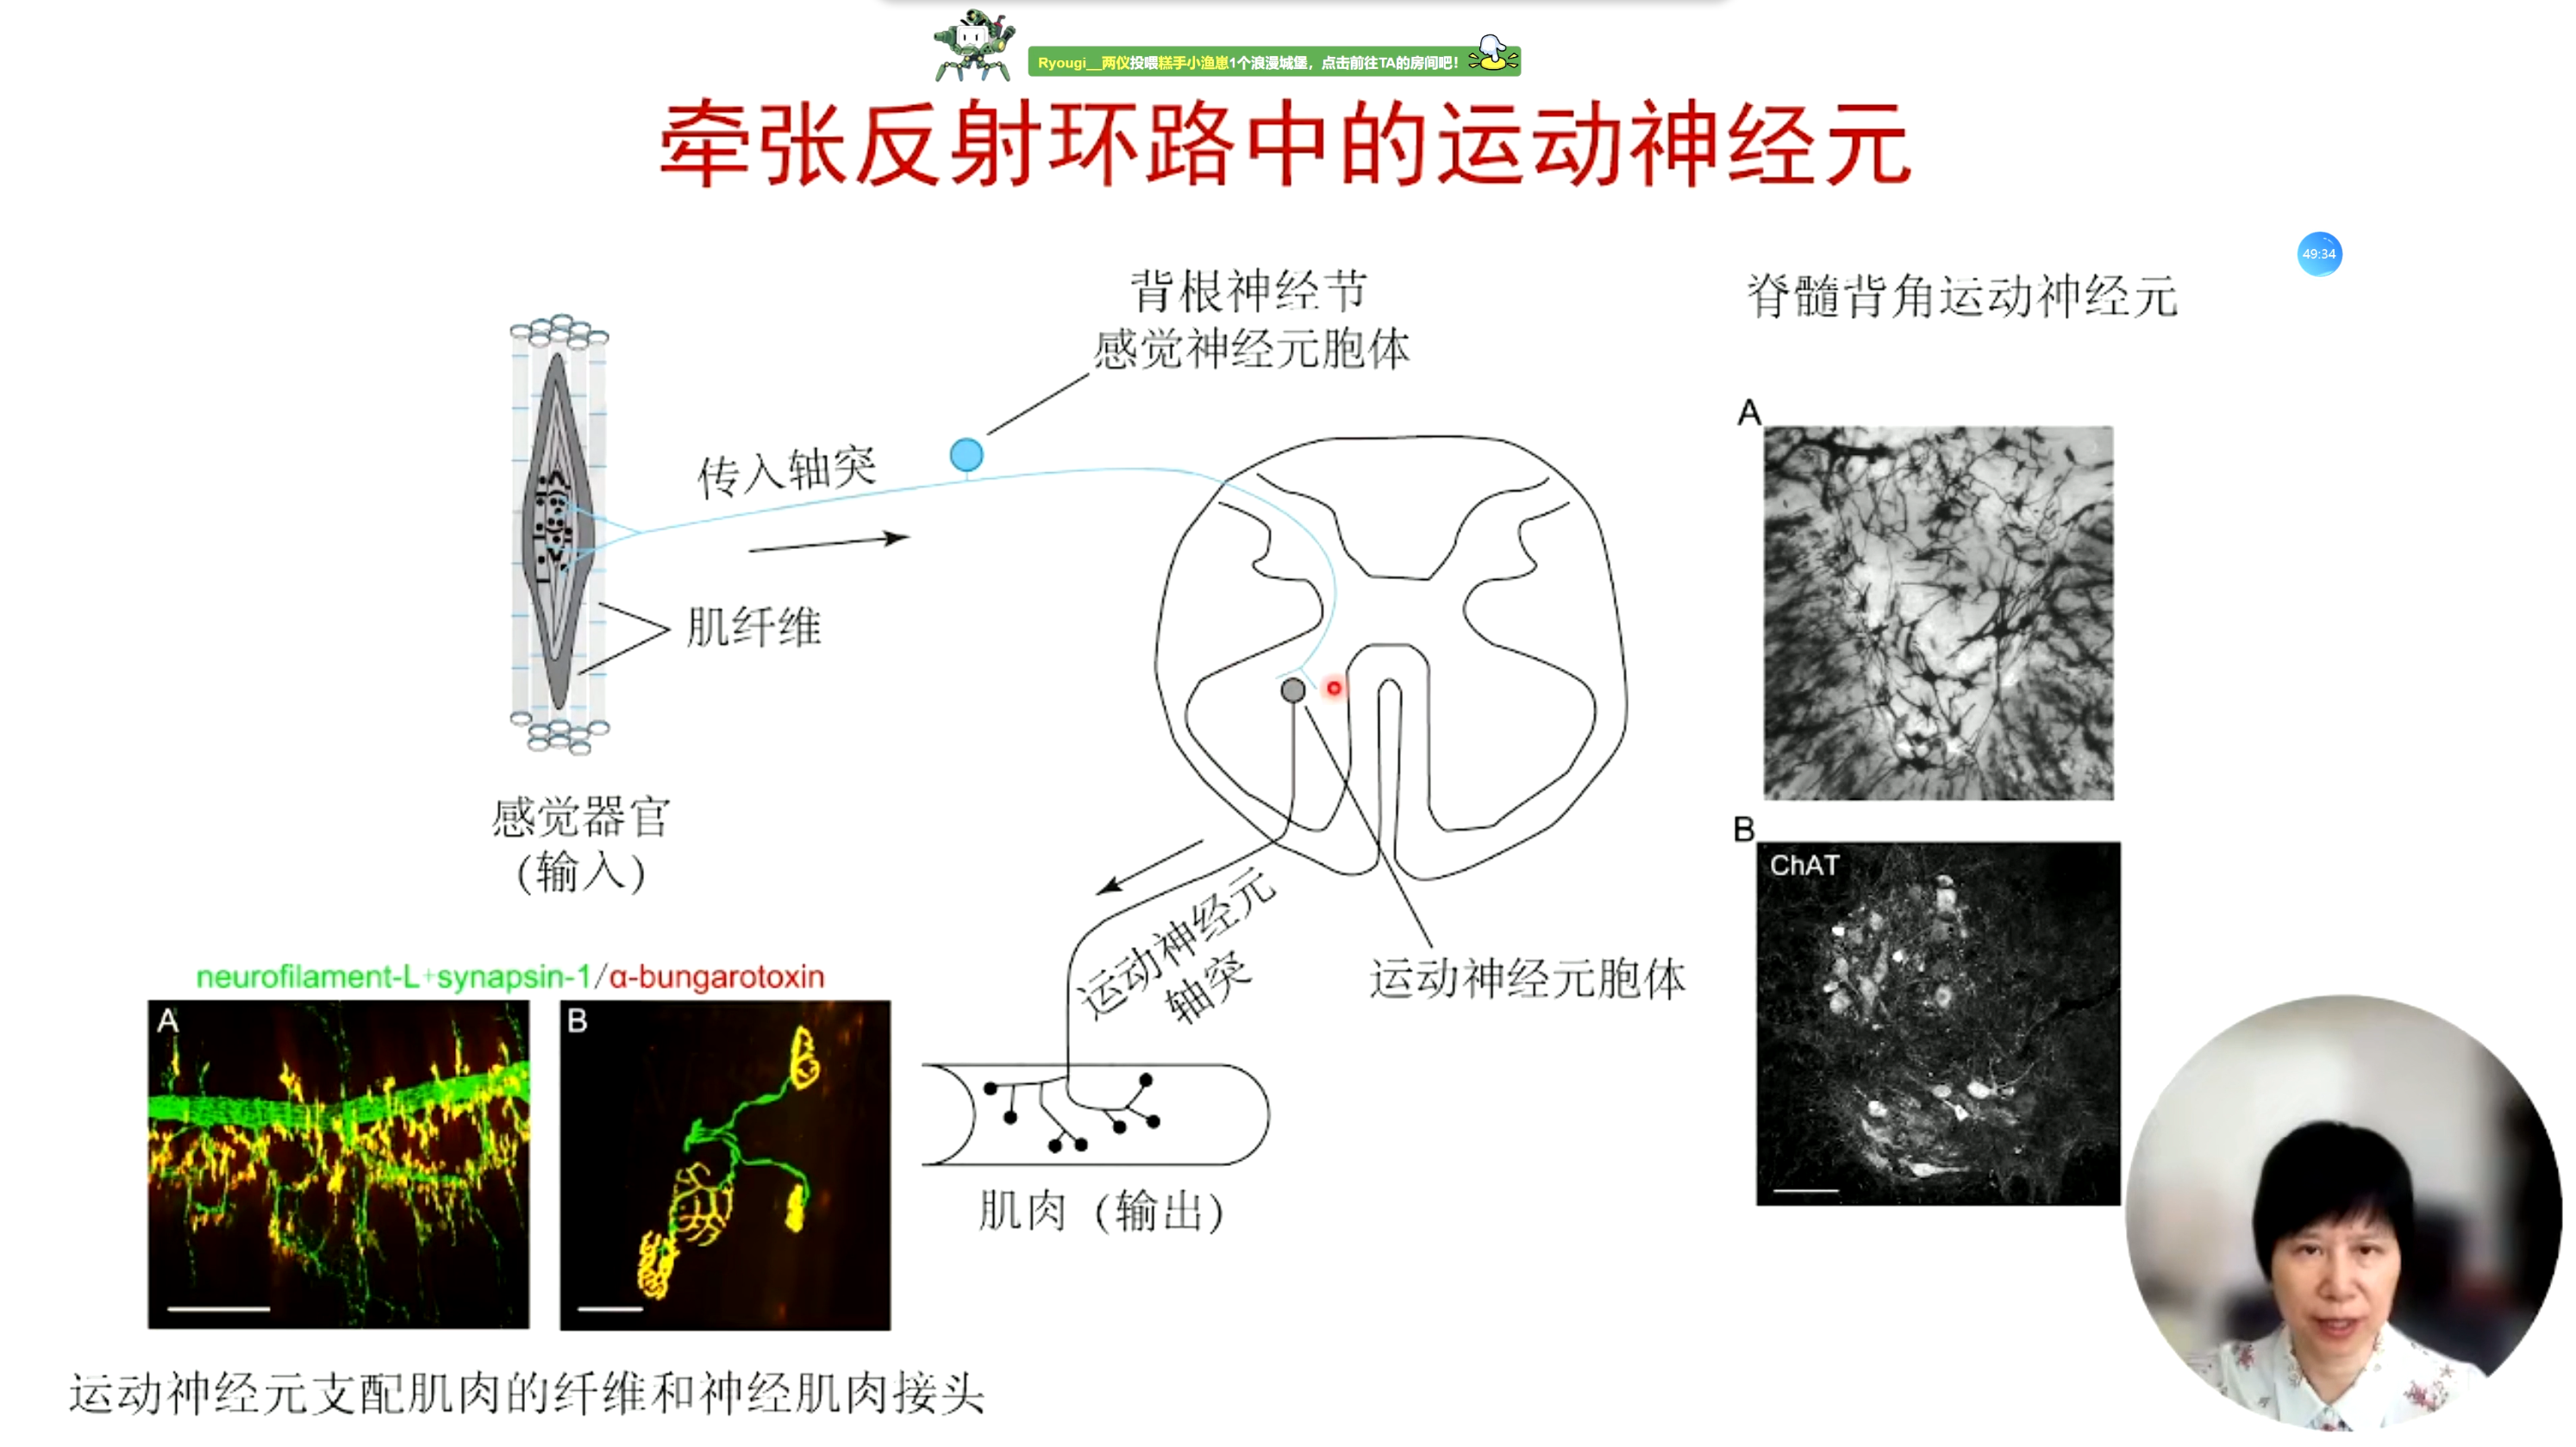 Ryougi__两仪投喂糕手小渔崽1个浪漫城堡，点击前往TA的房间吧！
牵张反射环路中的运动神经元
49:34
背根神经节
感觉神经元胞体
脊髓背角运动神经元
传入轴突
肌纤维
感觉器官
(输入)
A
B
ChAT
运动神经元
轴突
运动神经元胞体
neurofilament-L+synapsin-1/α-bungarotoxin
A
B
肌肉 (输出)
运动神经元支配肌肉的纤维和神经肌肉接头